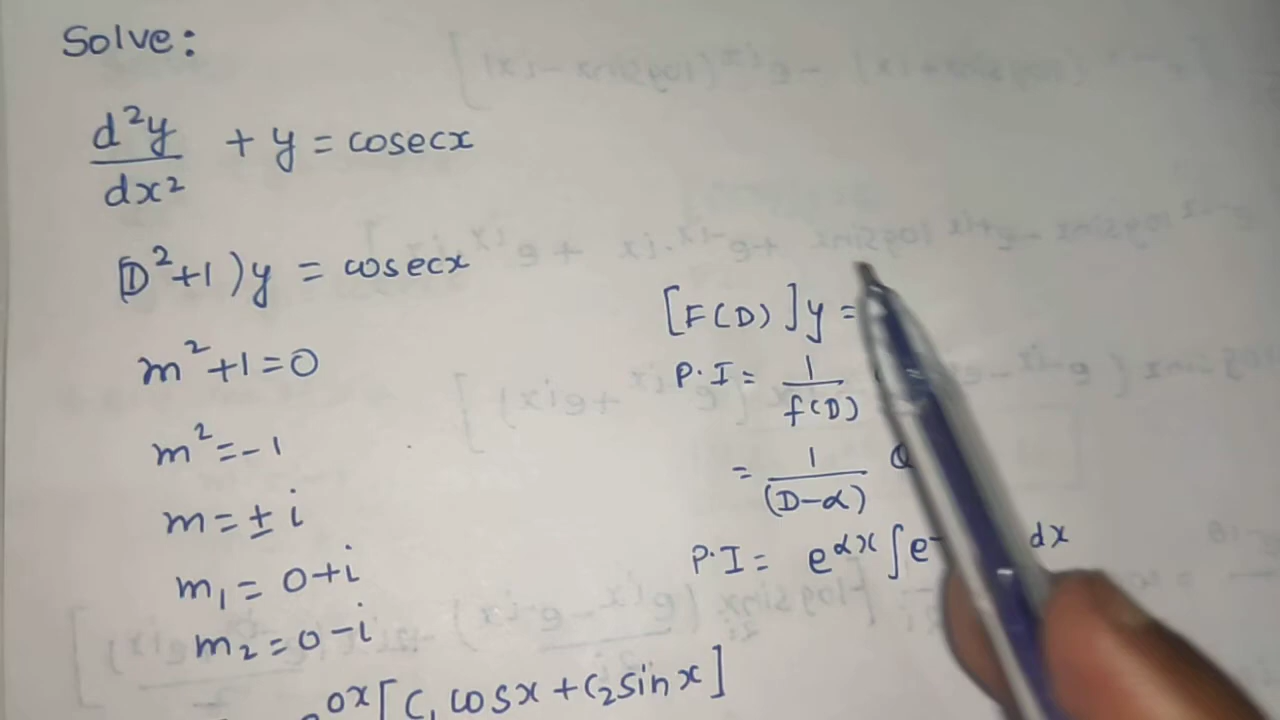 Solve:
d²y/dx² + y = cosecx
(D²+1)y = cosecx
m²+1=0
m²=-1
m=±i
m₁=0+i
m₂=0-i
0x[C₁cosx+C₂sinx]
[F(D)]y=
P.I= 1/f(D)
= 1/(D-α) Q
P.I= e^αx ∫e⁻ dx